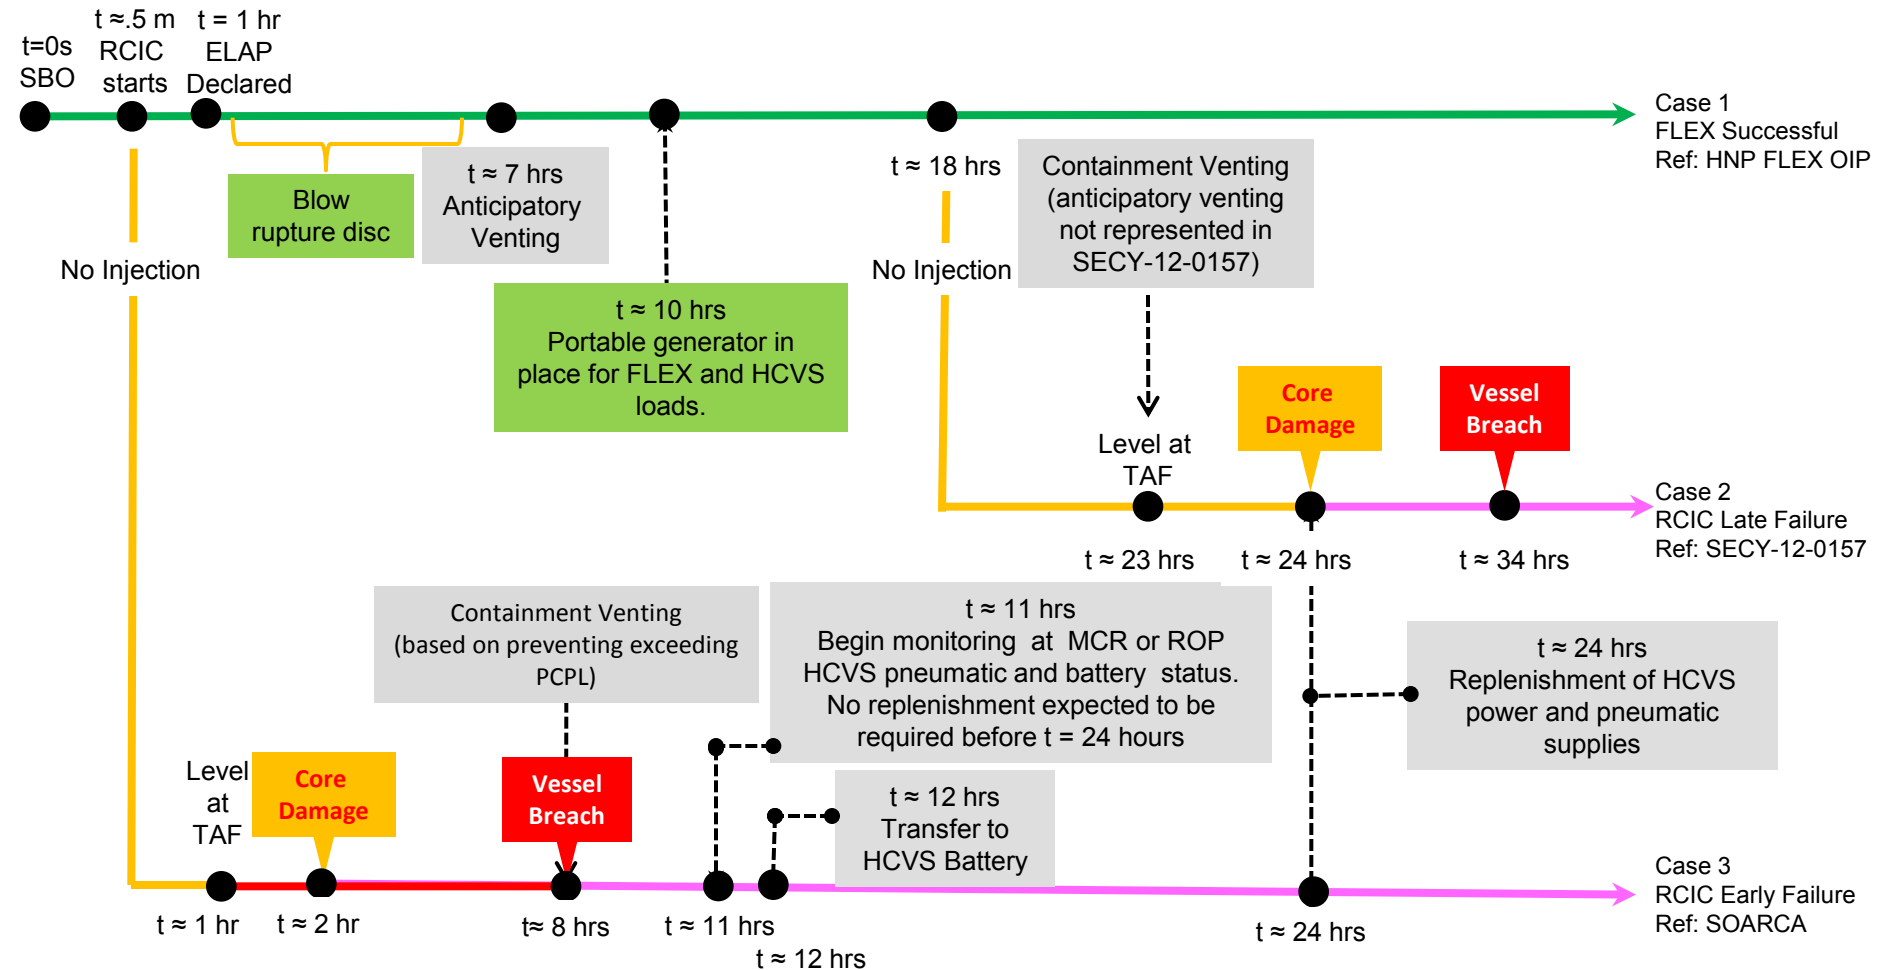 t=0s
SBO
t ≈.5 m
RCIC
starts
t = 1 hr
ELAP
Declared
Case 1
FLEX Successful
Ref: HNP FLEX OIP
Blow
rupture disc
t ≈ 7 hrs
Anticipatory
Venting
t ≈ 18 hrs
Containment Venting
(anticipatory venting
not represented in
SECY-12-0157)
No Injection
No Injection
t ≈ 10 hrs
Portable generator in
place for FLEX and HCVS
loads.
Core
Damage
Vessel
Breach
Level at
TAF
Case 2
RCIC Late Failure
Ref: SECY-12-0157
t ≈ 23 hrs
t ≈ 24 hrs
t ≈ 34 hrs
Containment Venting
(based on preventing exceeding
PCPL)
t ≈ 11 hrs
Begin monitoring at MCR or ROP
HCVS pneumatic and battery status.
No replenishment expected to be
required before t = 24 hours
t ≈ 24 hrs
Replenishment of HCVS
power and pneumatic
supplies
Level
at
TAF
Core
Damage
Vessel
Breach
t ≈ 12 hrs
Transfer to
HCVS Battery
Case 3
RCIC Early Failure
Ref: SOARCA
t ≈ 1 hr
t ≈ 2 hr
t≈ 8 hrs
t ≈ 11 hrs
t ≈ 12 hrs
t ≈ 24 hrs